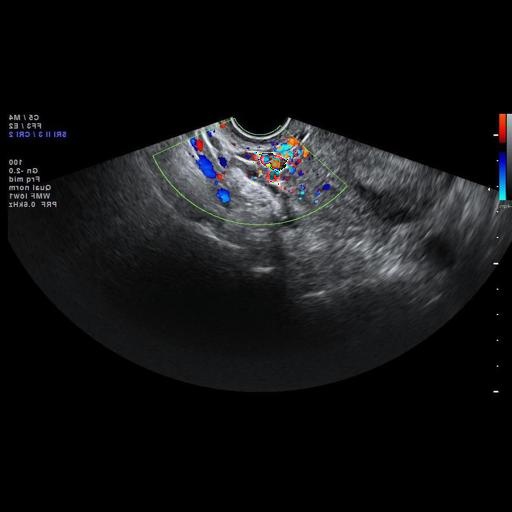 C5 / M4
FF3 / E2
SRI II 3 / CRI 2
100
Gn -2.0
Frq mid
Qual norm
WMF low1
PRF 0.6kHz